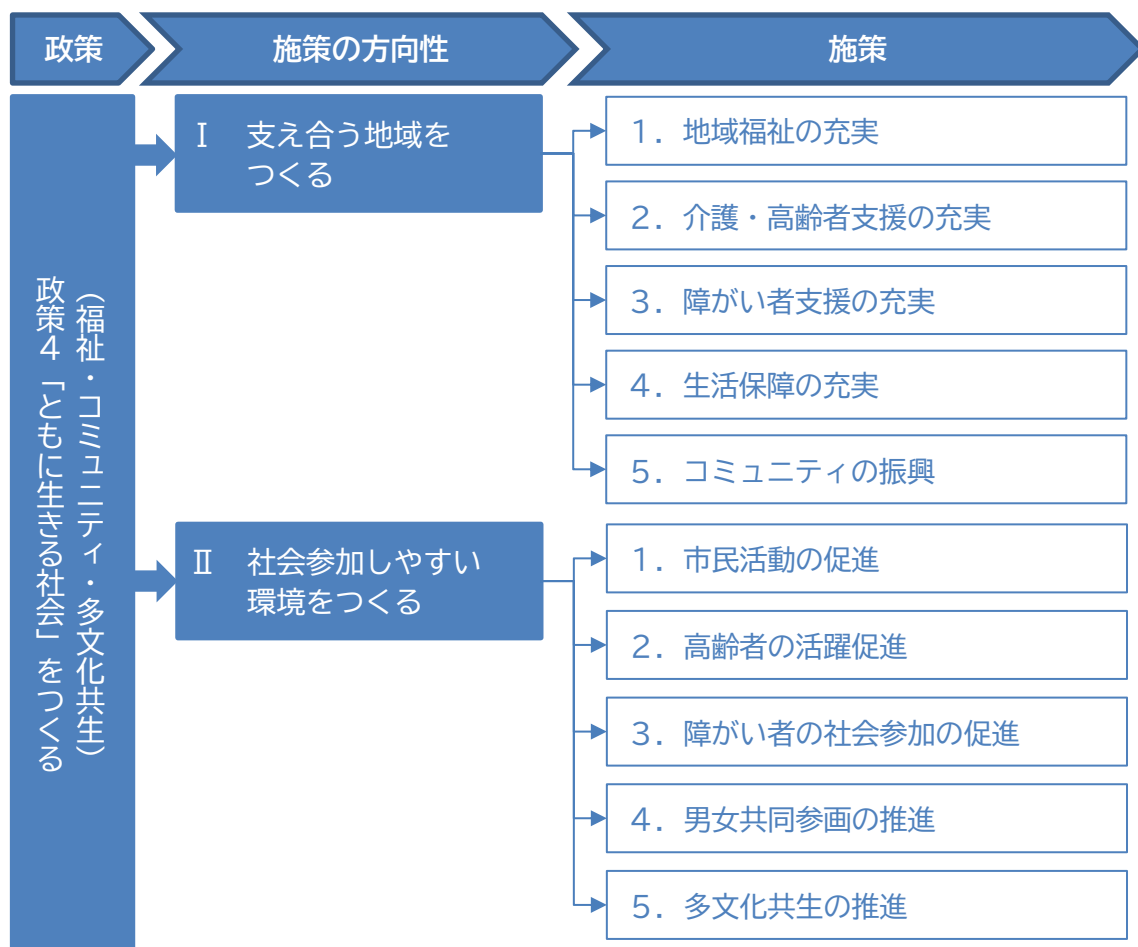 政策
施策の方向性
施策
政策４「ともに生きる社会」をつくる
（福祉・コミュニティ・多文化共生）
Ⅰ　支え合う地域を
つくる
１．地域福祉の充実
２．介護・高齢者支援の充実
３．障がい者支援の充実
４．生活保障の充実
５．コミュニティの振興
Ⅱ　社会参加しやすい
環境をつくる
１．市民活動の促進
２．高齢者の活躍促進
３．障がい者の社会参加の促進
４．男女共同参画の推進
５．多文化共生の推進